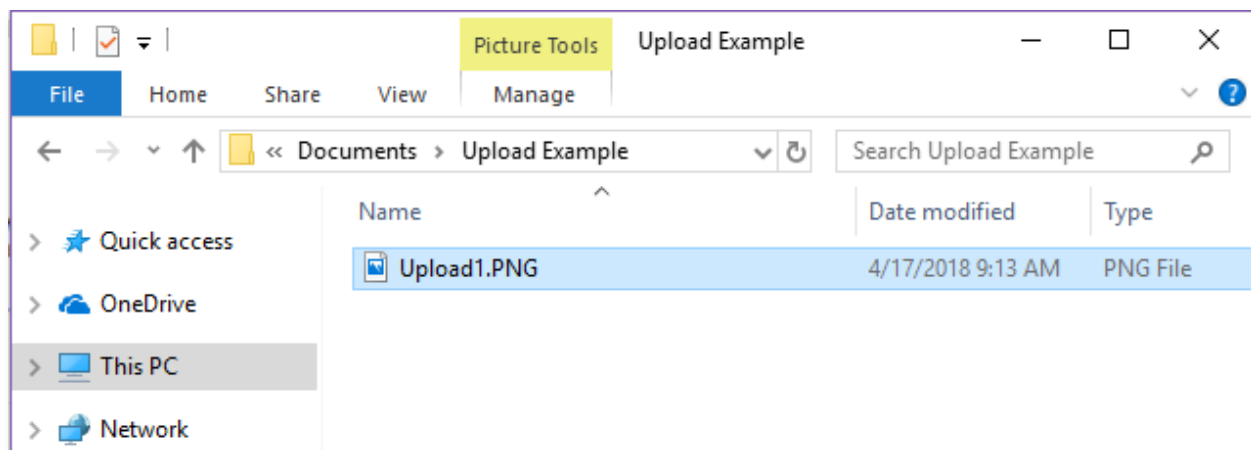 Picture Tools Upload Example
File Home Share View Manage ?
« Documents > Upload Example Search Upload Example
Name Date modified Type
Quick access
Upload1.PNG 4/17/2018 9:13 AM PNG File
OneDrive
This PC
Network